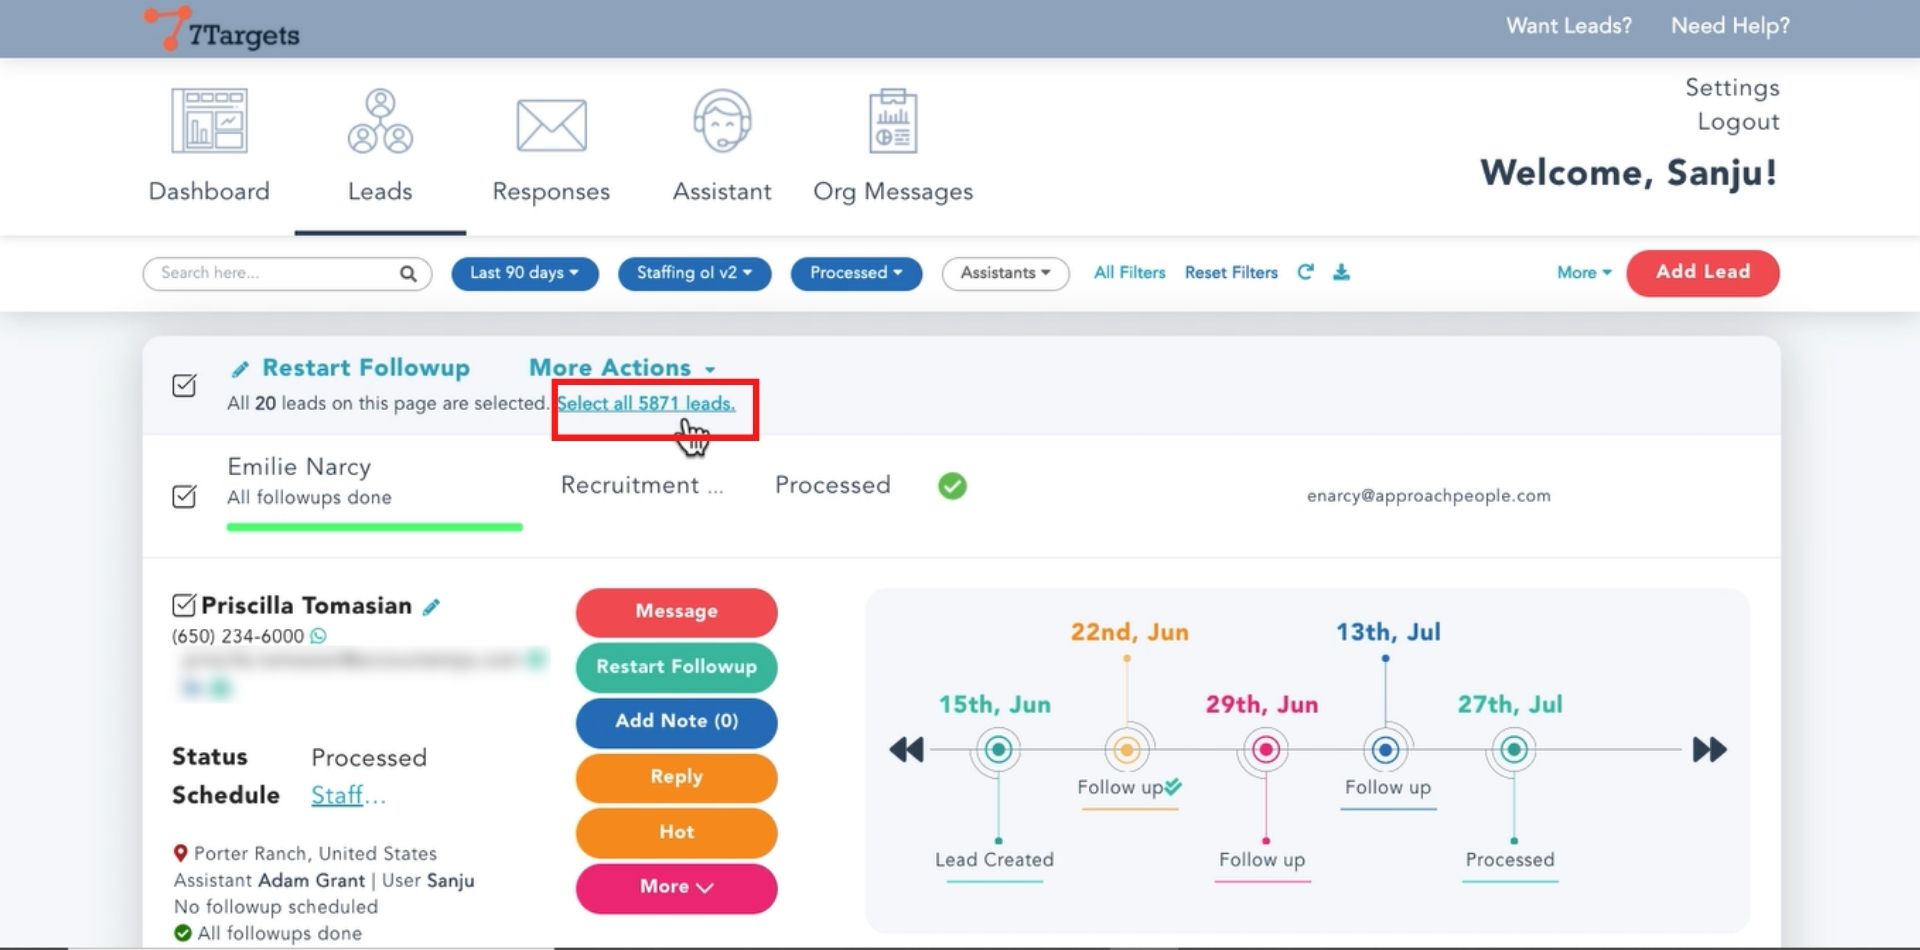 7Targets
Want Leads? Need Help?
Settings
Logout
Welcome, Sanju!
Dashboard Leads Responses Assistant Org Messages
Search here... Last 90 days Staffing ol v2 Processed Assistants All Filters Reset Filters More Add Lead
Restart Followup More Actions
All 20 leads on this page are selected. Select all 5871 leads.
Emilie Narcy
All followups done
Recruitment ... Processed enarcy@approachpeople.com
Priscilla Tomasian
(650) 234-6000
Status Processed
Schedule Staff...
Porter Ranch, United States
Assistant Adam Grant | User Sanju
No followup scheduled
All followups done
Message
Restart Followup
Add Note (0)
Reply
Hot
More
22nd, Jun 13th, Jul
15th, Jun 29th, Jun 27th, Jul
Follow up Follow up
Lead Created Follow up Processed